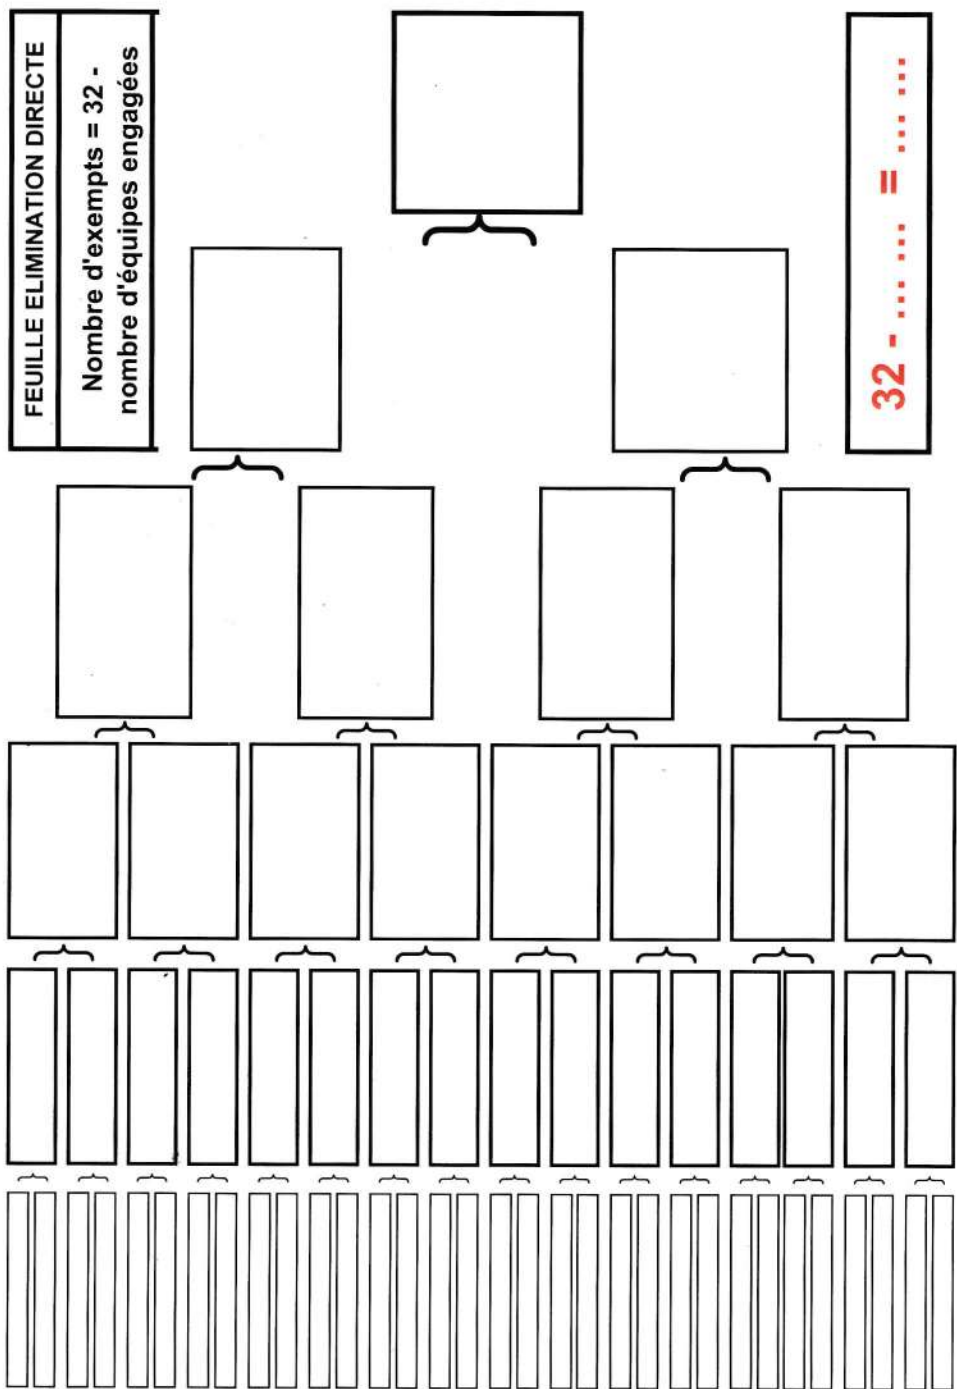 FEUILLE ELIMINATION DIRECTE
Nombre d'exempts = 32 -
nombre d'équipes engagées
32 - ... ... = ... ...